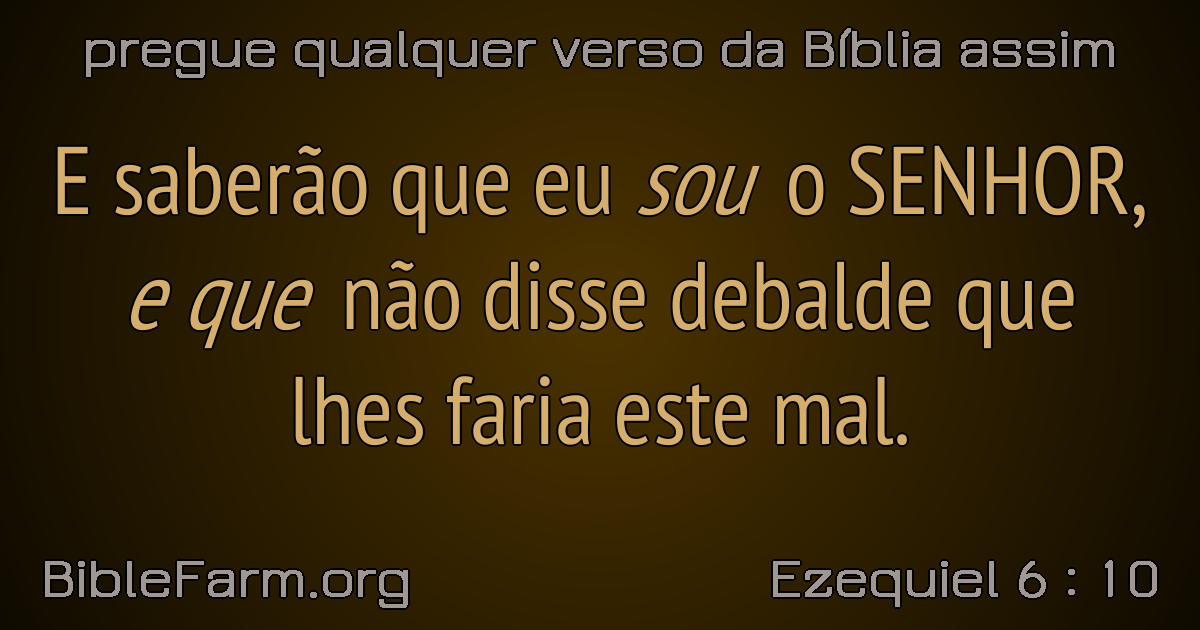 pregue qualquer verso da Bíblia assim
E saberão que eu sou o SENHOR,
e que não disse debalde que
lhes faria este mal.
BibleFarm.org
Ezequiel 6 : 10